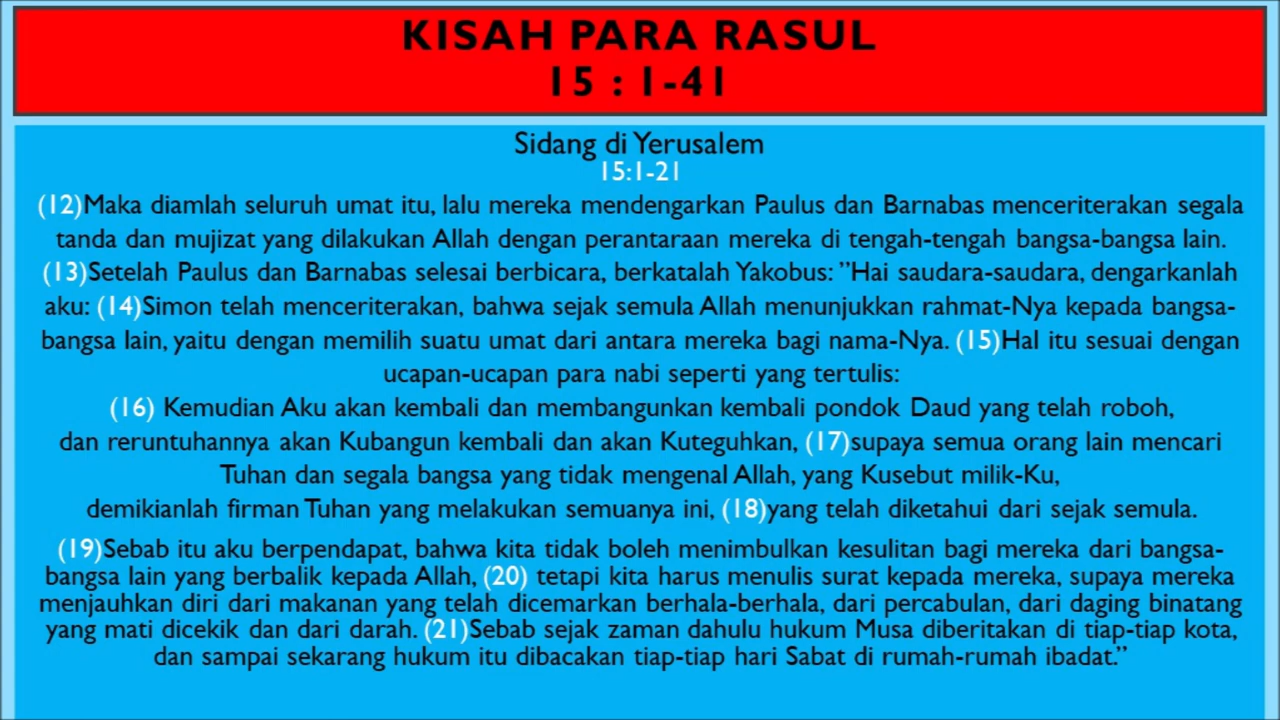 KISAH PARA RASUL
15 : 1-41
Sidang di Yerusalem
15:1-21
(12)Maka diamlah seluruh umat itu, lalu mereka mendengarkan Paulus dan Barnabas menceriterakan segala
tanda dan mujizat yang dilakukan Allah dengan perantaraan mereka di tengah-tengah bangsa-bangsa lain.
(13)Setelah Paulus dan Barnabas selesai berbicara, berkatalah Yakobus: ”Hai saudara-saudara, dengarkanlah
aku: (14)Simon telah menceriterakan, bahwa sejak semula Allah menunjukkan rahmat-Nya kepada bangsa-
bangsa lain, yaitu dengan memilih suatu umat dari antara mereka bagi nama-Nya. (15)Hal itu sesuai dengan
ucapan-ucapan para nabi seperti yang tertulis:
(16) Kemudian Aku akan kembali dan membangunkan kembali pondok Daud yang telah roboh,
dan reruntuhannya akan Kubangun kembali dan akan Kuteguhkan, (17)supaya semua orang lain mencari
Tuhan dan segala bangsa yang tidak mengenal Allah, yang Kusebut milik-Ku,
demikianlah firman Tuhan yang melakukan semuanya ini, (18)yang telah diketahui dari sejak semula.
(19)Sebab itu aku berpendapat, bahwa kita tidak boleh menimbulkan kesulitan bagi mereka dari bangsa-
bangsa lain yang berbalik kepada Allah, (20) tetapi kita harus menulis surat kepada mereka, supaya mereka
menjauhkan diri dari makanan yang telah dicemarkan berhala-berhala, dari percabulan, dari daging binatang
yang mati dicekik dan dari darah. (21)Sebab sejak zaman dahulu hukum Musa diberitakan di tiap-tiap kota,
dan sampai sekarang hukum itu dibacakan tiap-tiap hari Sabat di rumah-rumah ibadat.”